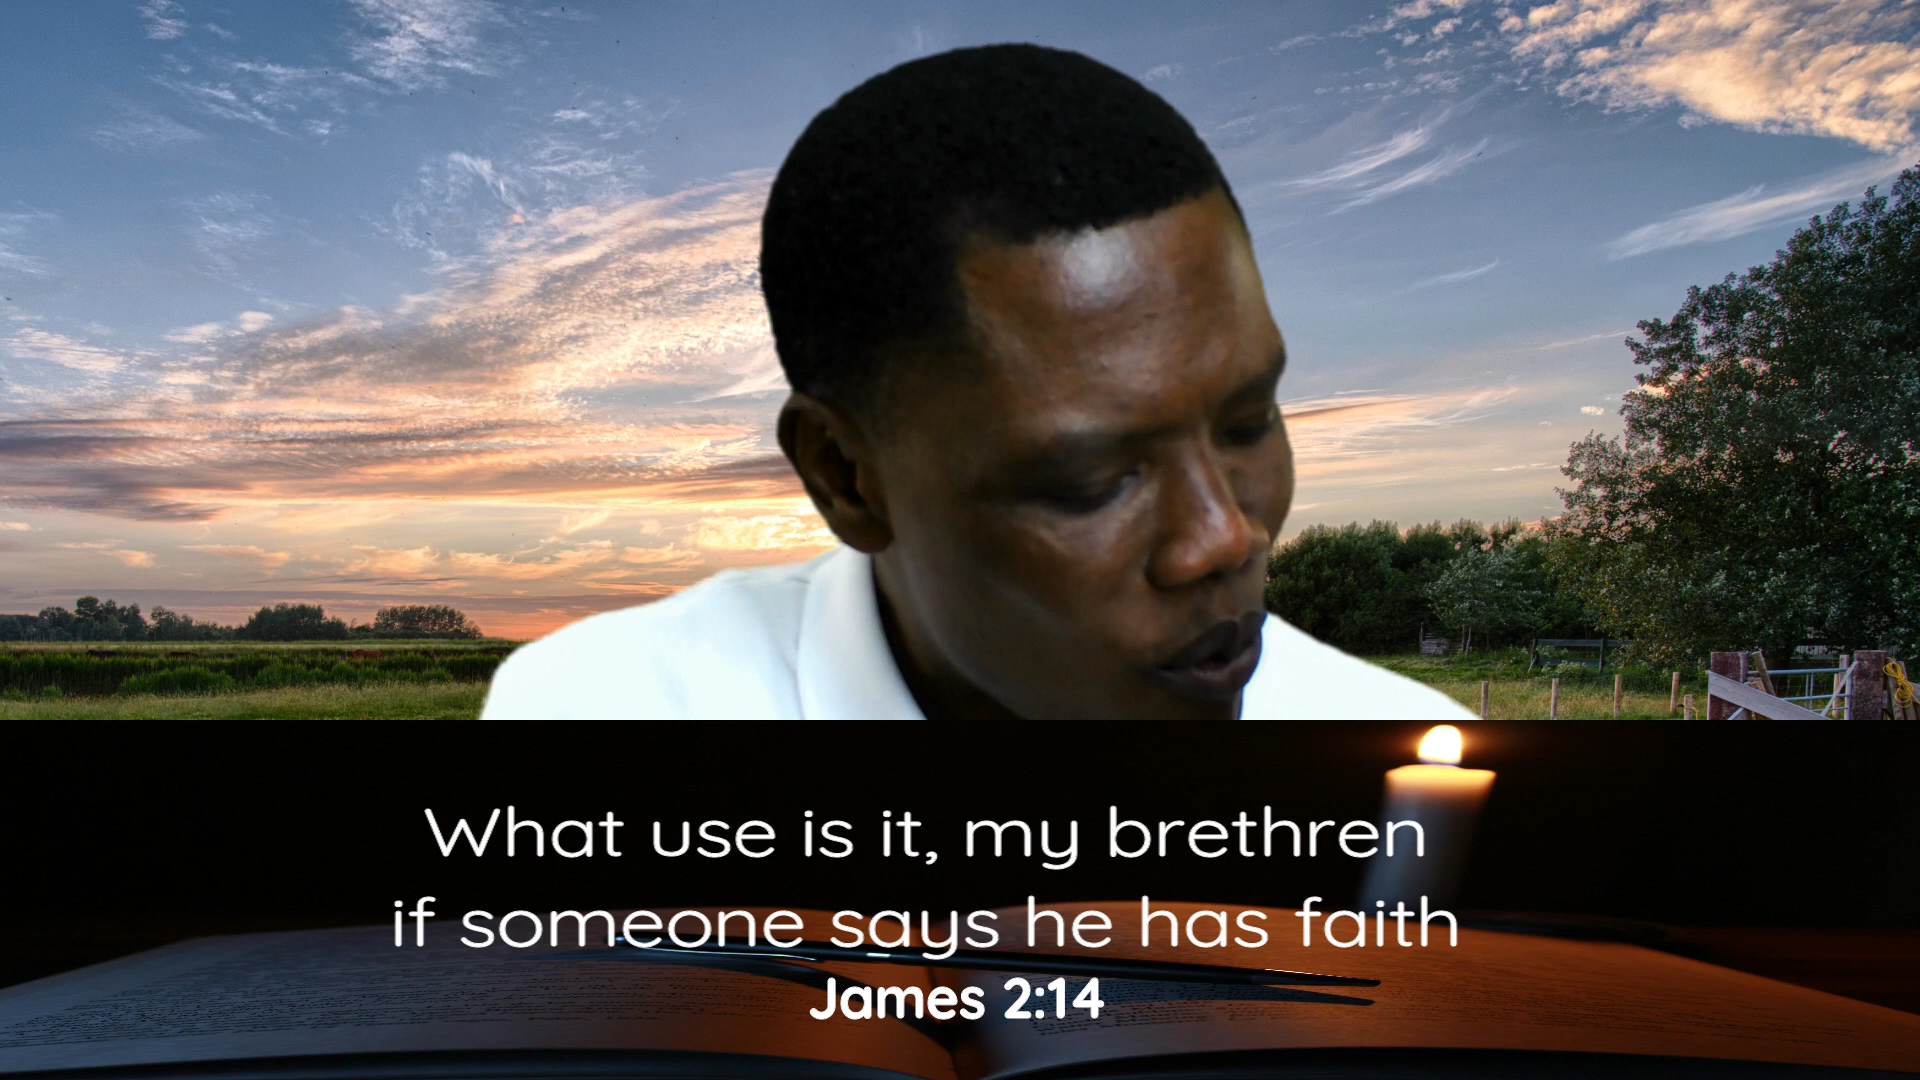 What use is it, my brethren
if someone says he has faith
James 2:14